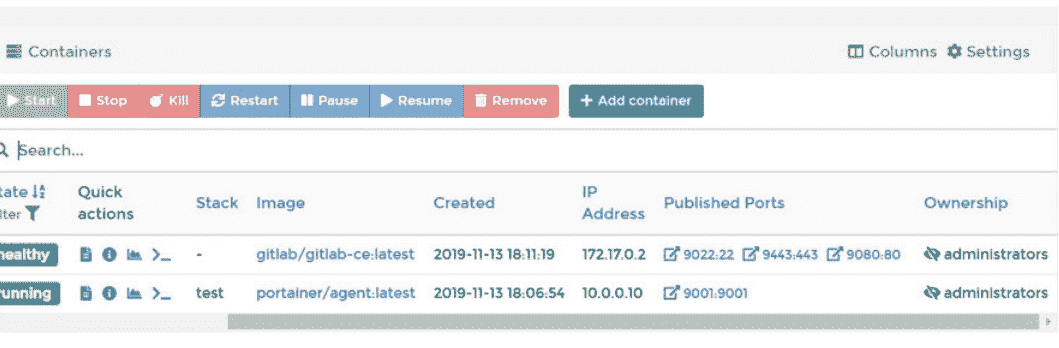 Containers Columns Settings
Start Stop Kill Restart Pause Resume Remove + Add container
Search...
tate Quick actions Stack Image Created IP Address Published Ports Ownership
lter
healthy >_ - gitlab/gitlab-ce:latest 2019-11-13 18:11:19 172.17.0.2 9022:22 9443:443 9080:80 administrators
running >_ test portainer/agent:latest 2019-11-13 18:06:54 10.0.0.10 9001:9001 administrators